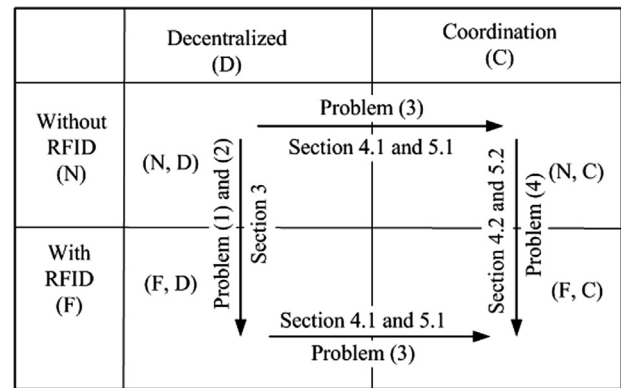 Decentralized
(D)
Coordination
(C)
Without
RFID
(N)
(N, D)
Problem (1) and (2)
Section 3
Problem (3)
Section 4.1 and 5.1
Section 4.2 and 5.2
Problem (4)
(N, C)
With
RFID
(F)
(F, D)
Section 4.1 and 5.1
Problem (3)
(F, C)